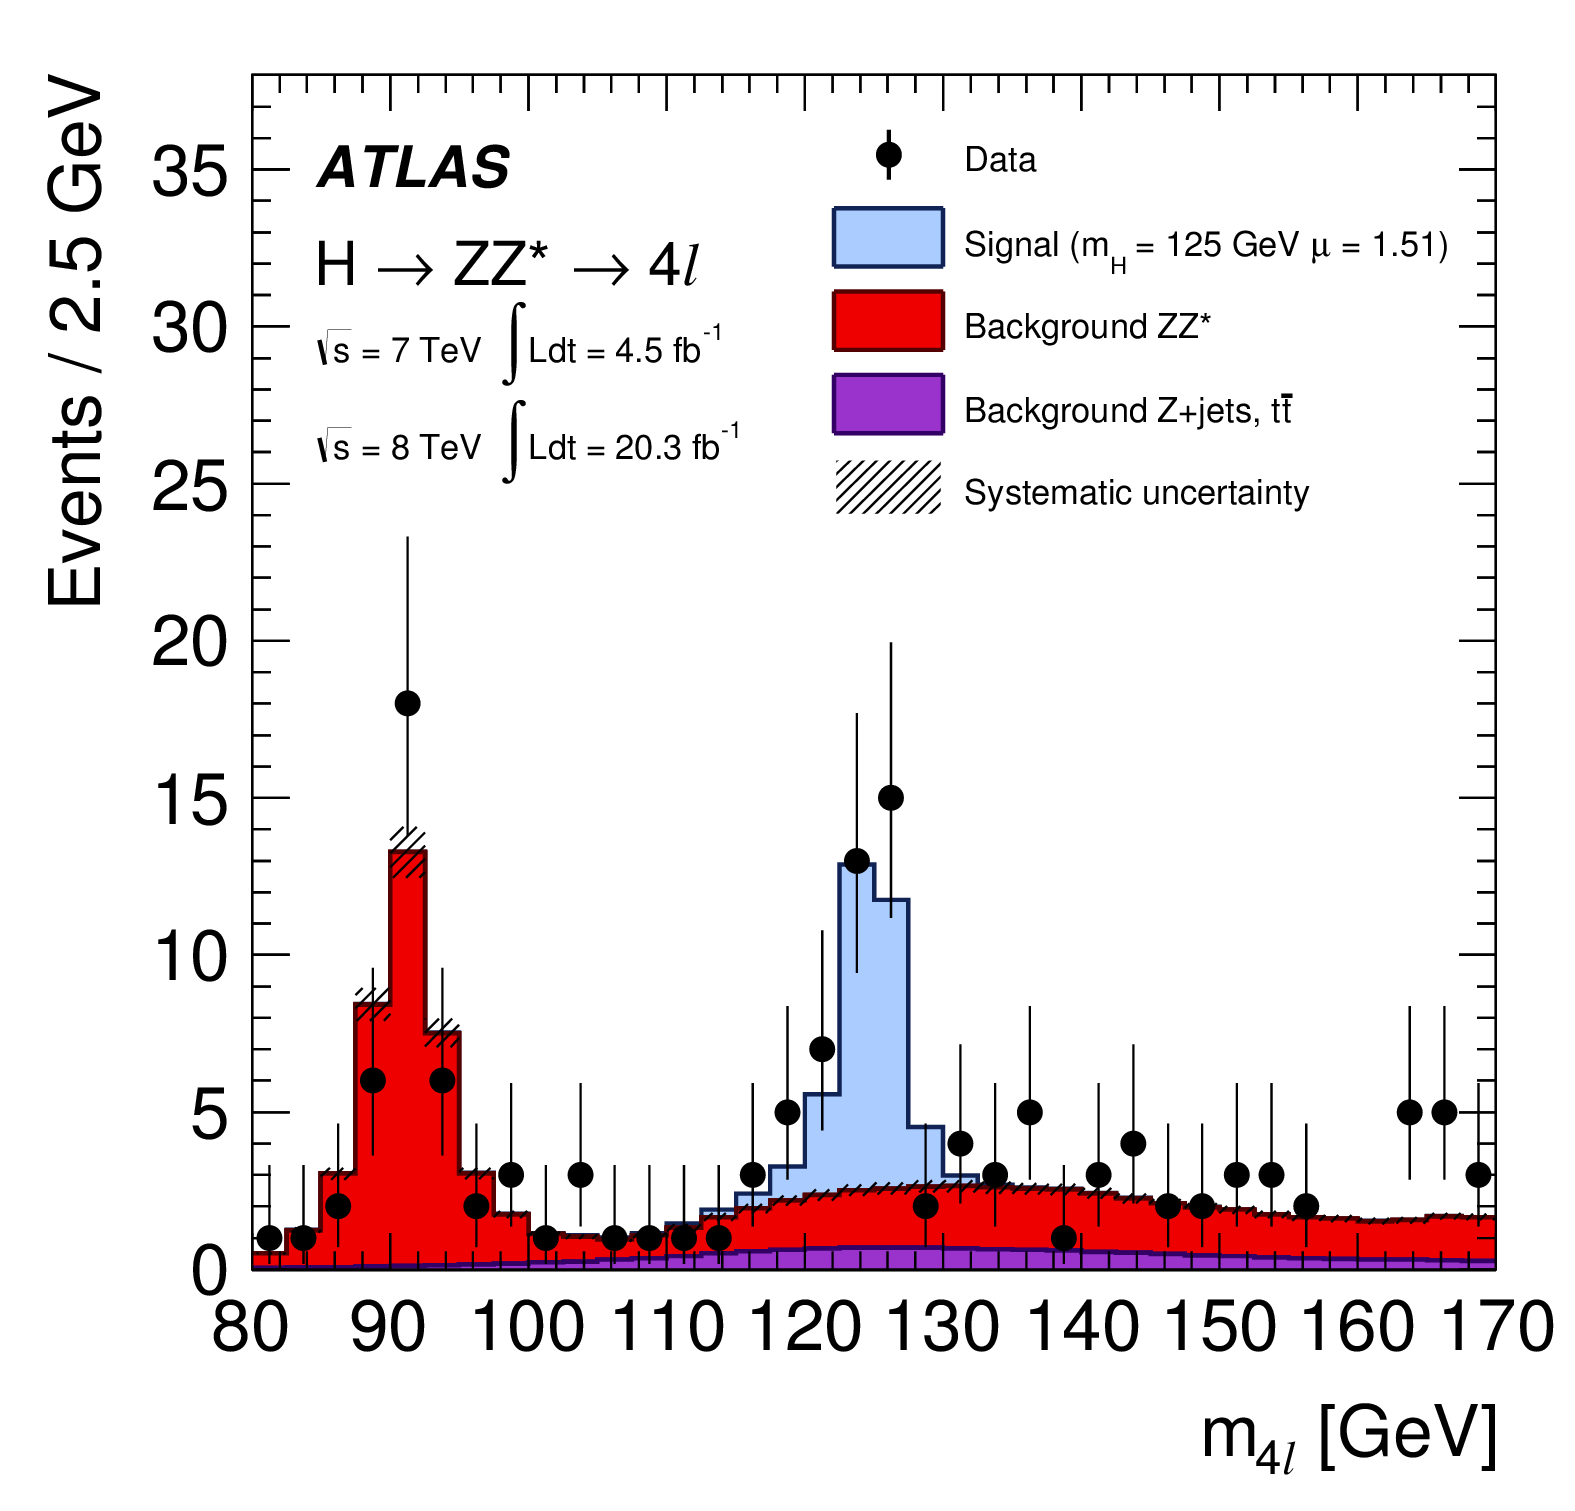 Events / 2.5 GeV
35
30
25
20
15
10
5
0
ATLAS
H → ZZ* → 4l
√s = 7 TeV ∫Ldt = 4.5 fb⁻¹
√s = 8 TeV ∫Ldt = 20.3 fb⁻¹
Data
Signal (m_H = 125 GeV μ = 1.51)
Background ZZ*
Background Z+jets, tt̄
Systematic uncertainty
80 90 100 110 120 130 140 150 160 170
m_4l [GeV]